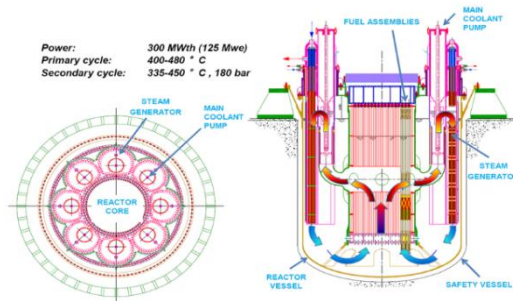 Power: 300 MWth (125 Mwe)
Primary cycle: 400-480 ° C
Secondary cycle: 335-450 ° C , 180 bar
STEAM
GENERATOR
MAIN
COOLANT
PUMP
REACTOR
CORE
FUEL ASSEMBLIES
MAIN
COOLANT
PUMP
STEAM
GENERATOR
REACTOR
VESSEL
SAFETY VESSEL